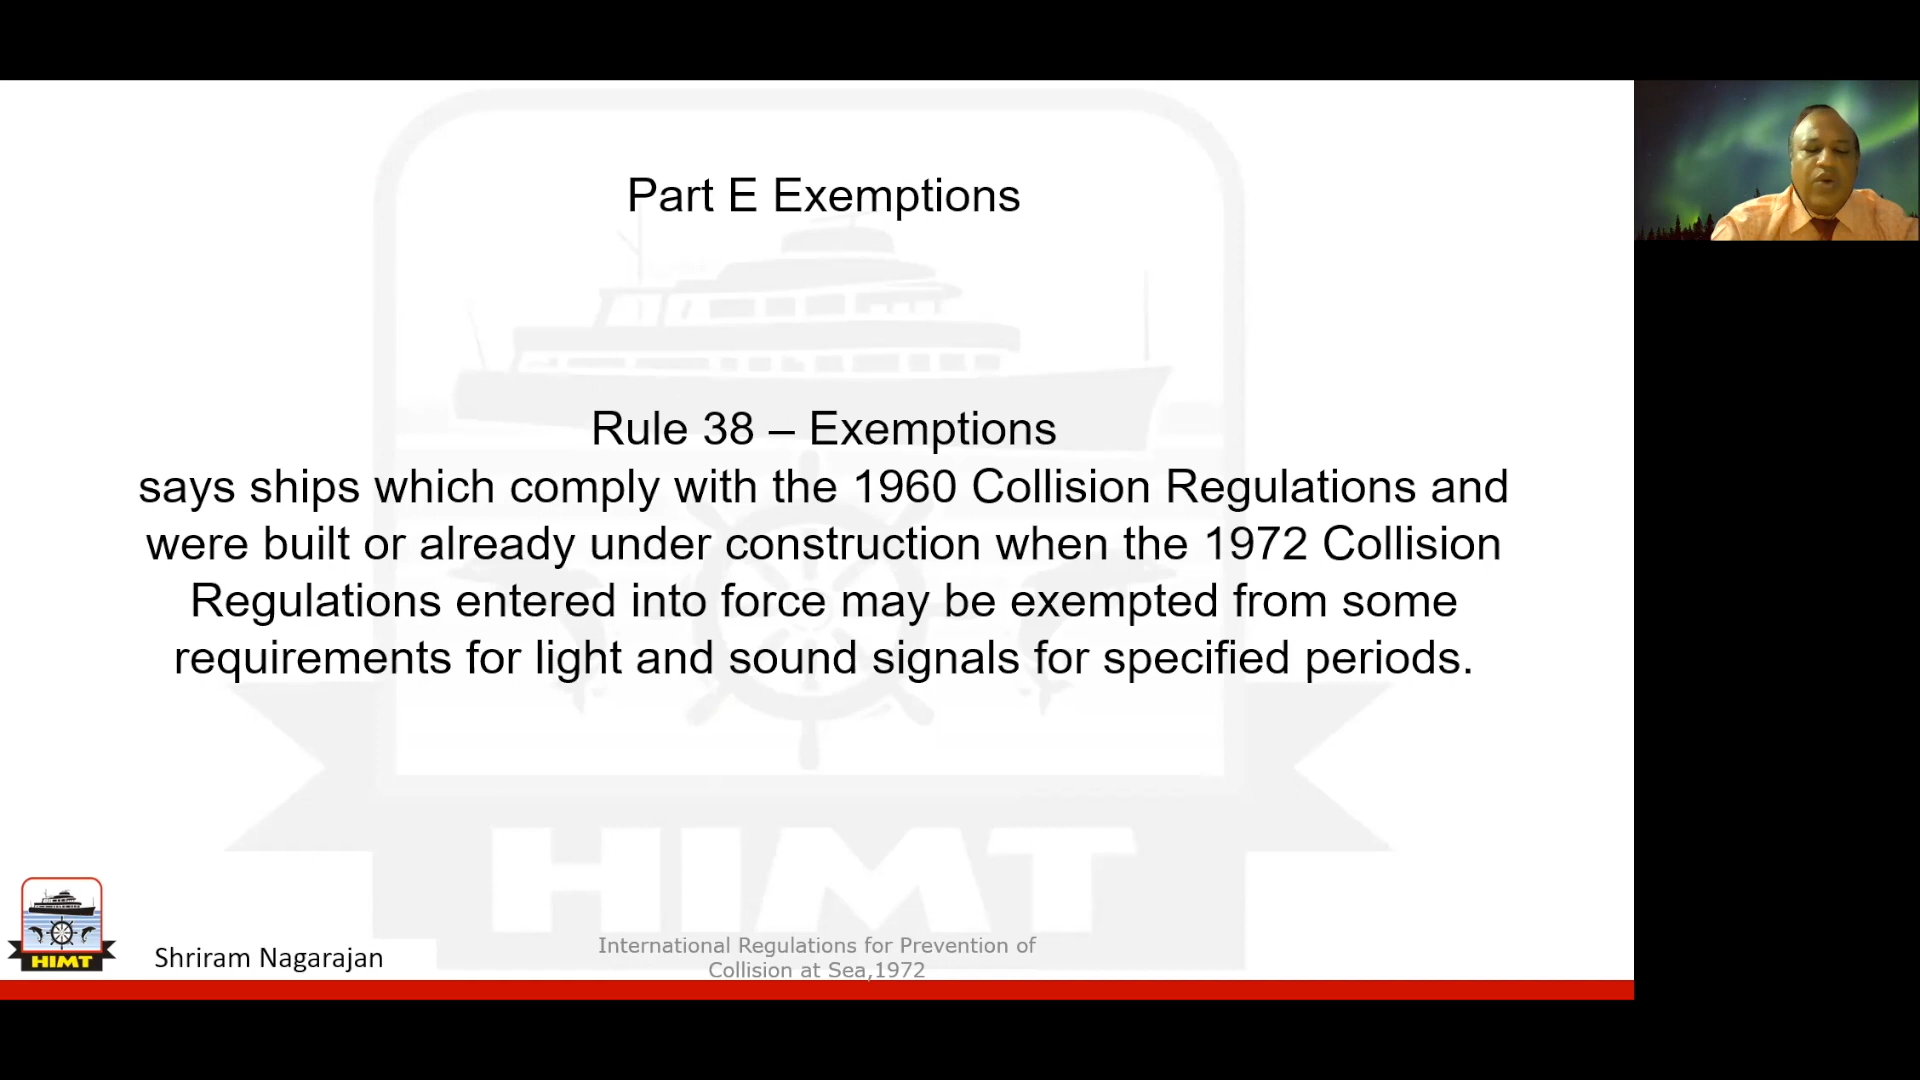 Part E Exemptions
Rule 38 – Exemptions
says ships which comply with the 1960 Collision Regulations and
were built or already under construction when the 1972 Collision
Regulations entered into force may be exempted from some
requirements for light and sound signals for specified periods.
HIMT
HIMT
Shriram Nagarajan
International Regulations for Prevention of
Collision at Sea,1972